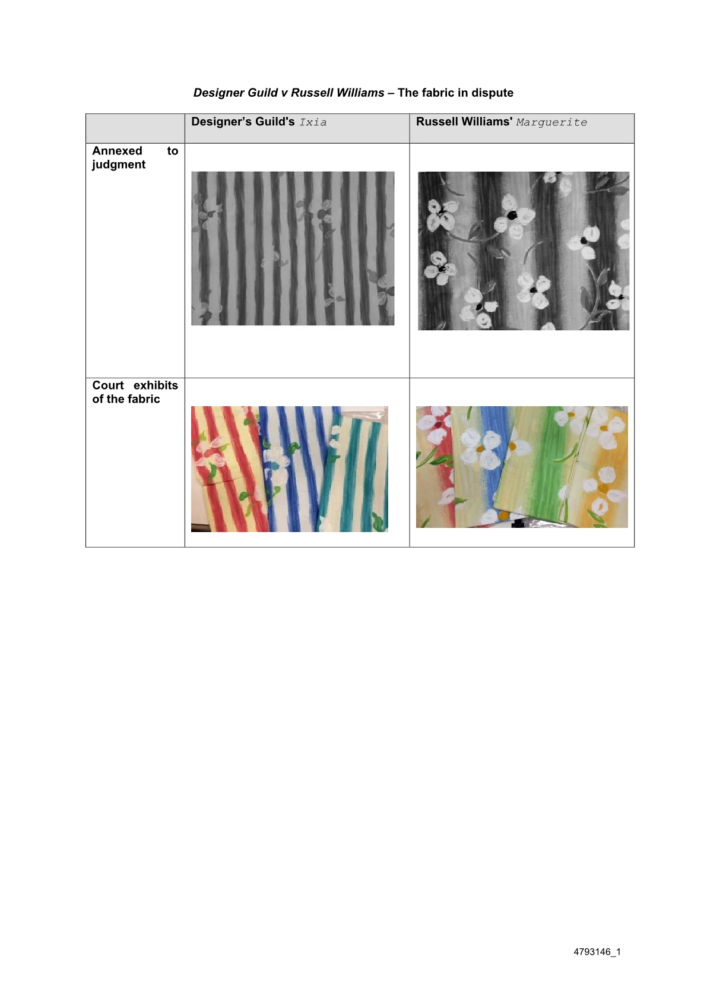 Designer Guild v Russell Williams – The fabric in dispute
Designer’s Guild's Ixia
Russell Williams' Marguerite
Annexed to
judgment
Court exhibits
of the fabric
4793146_1